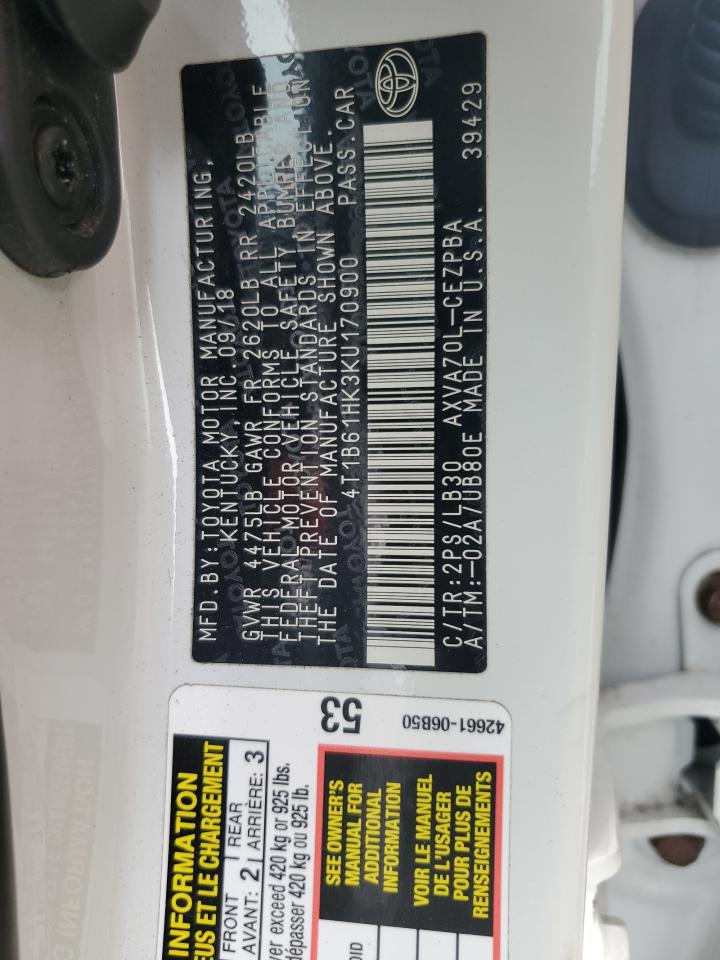 MFD.BY:TOYOTA MOTOR MANUFACTURING,
KENTUCKY, INC. 09/18
GVWR 4475LB GAWR FR 2620LB RR 2420LB
THIS VEHICLE CONFORMS TO ALL APPLICABLE
FEDERAL MOTOR VEHICLE SAFETY BUMPER, AND
THEFT PREVENTION STANDARDS IN EFFECT ON
THE DATE OF MANUFACTURE SHOWN ABOVE.
4T1B61HK3KU170900 PASS.CAR
C/TR:2PS/LB30 AXVA70L-CEZPBA
A/TM:-02A7UB80E MADE IN U.S.A. 39429
INFORMATION
EUS ET LE CHARGEMENT
FRONT 2 REAR 3
AVANT: ARRIÈRE:
ver exceed 420 kg or 925 lbs.
dépasser 420 kg ou 925 lb.
53
42661-06B50
SEE OWNER'S
MANUAL FOR
ADDITIONAL
INFORMATION
VOIR LE MANUEL
DE L'USAGER
POUR PLUS DE
RENSEIGNEMENTS
OID